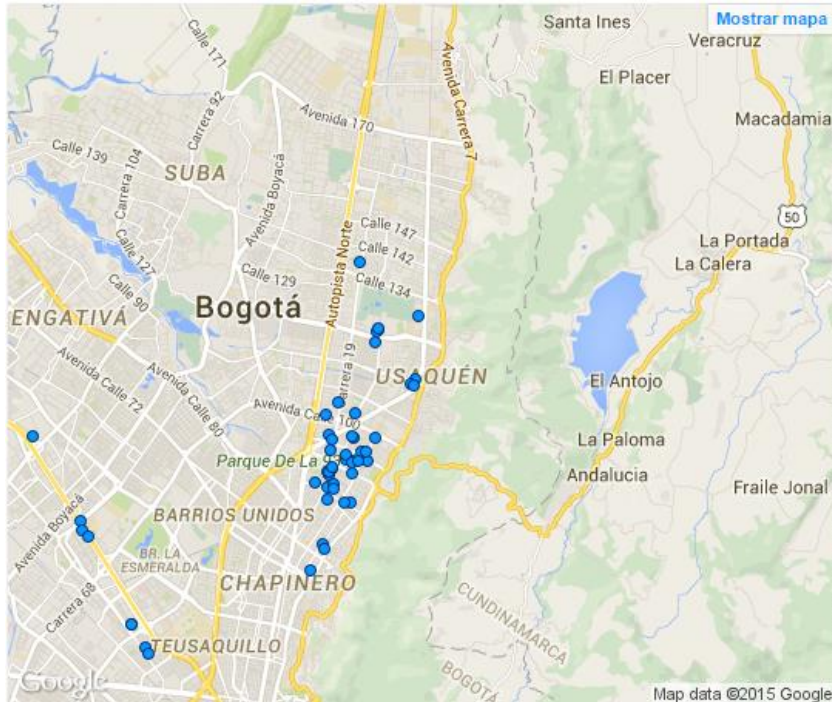 Mostrar mapa
Santa Ines
Veracruz
Calle 171
El Placer
Avenida Carrera 7
Carrera 92
Avenida 170
Macadamia
Calle 139
Carrera 104
Avenida Boyacá
SUBA
50
Calle 147
La Portada
Calle 142
La Calera
Calle 127
Calle 129
Calle 134
Autopista Norte
Calle 90
Bogotá
ENGATIVÁ
Carrera 19
Avenida Calle 72
Avenida Calle 80
USAQUÉN
El Antojo
Avenida Calle 100
La Paloma
Parque De La 93
Andalucia
Fraile Jonal
Avenida Boyacá
BARRIOS UNIDOS
BR. LA
ESMERALDA
CHAPINERO
Carrera 68
CUNDINAMARCA
TEUSAQUILLO
BOGOTÁ
Google
Map data ©2015 Google